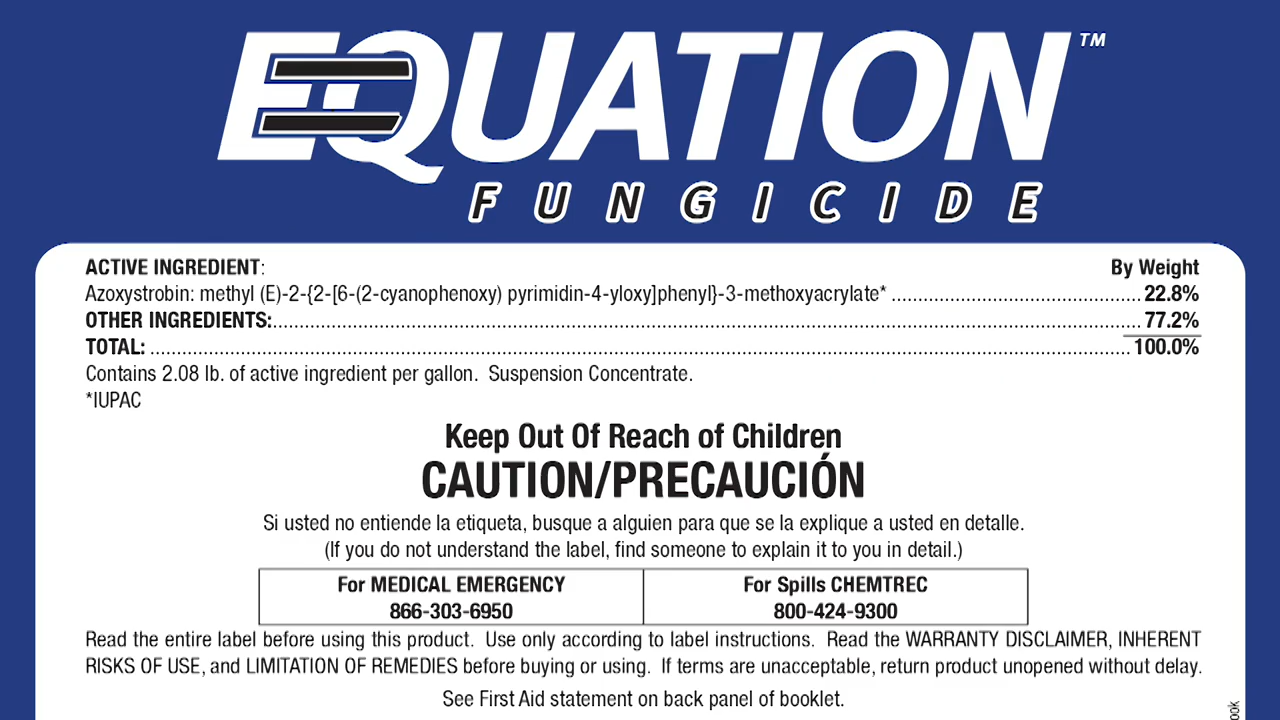 EQUATION™
FUNGICIDE
ACTIVE INGREDIENT: By Weight
Azoxystrobin: methyl (E)-2-{2-[6-(2-cyanophenoxy) pyrimidin-4-yloxy]phenyl}-3-methoxyacrylate* ................................................ 22.8%
OTHER INGREDIENTS:................................................................................................................................................ 77.2%
TOTAL: ................................................................................................................................................ 100.0%
Contains 2.08 lb. of active ingredient per gallon. Suspension Concentrate.
*IUPAC
Keep Out Of Reach of Children
CAUTION/PRECAUCIÓN
Si usted no entiende la etiqueta, busque a alguien para que se la explique a usted en detalle.
(If you do not understand the label, find someone to explain it to you in detail.)
For MEDICAL EMERGENCY
866-303-6950
For Spills CHEMTREC
800-424-9300
Read the entire label before using this product. Use only according to label instructions. Read the WARRANTY DISCLAIMER, INHERENT
RISKS OF USE, and LIMITATION OF REMEDIES before buying or using. If terms are unacceptable, return product unopened without delay.
See First Aid statement on back panel of booklet.